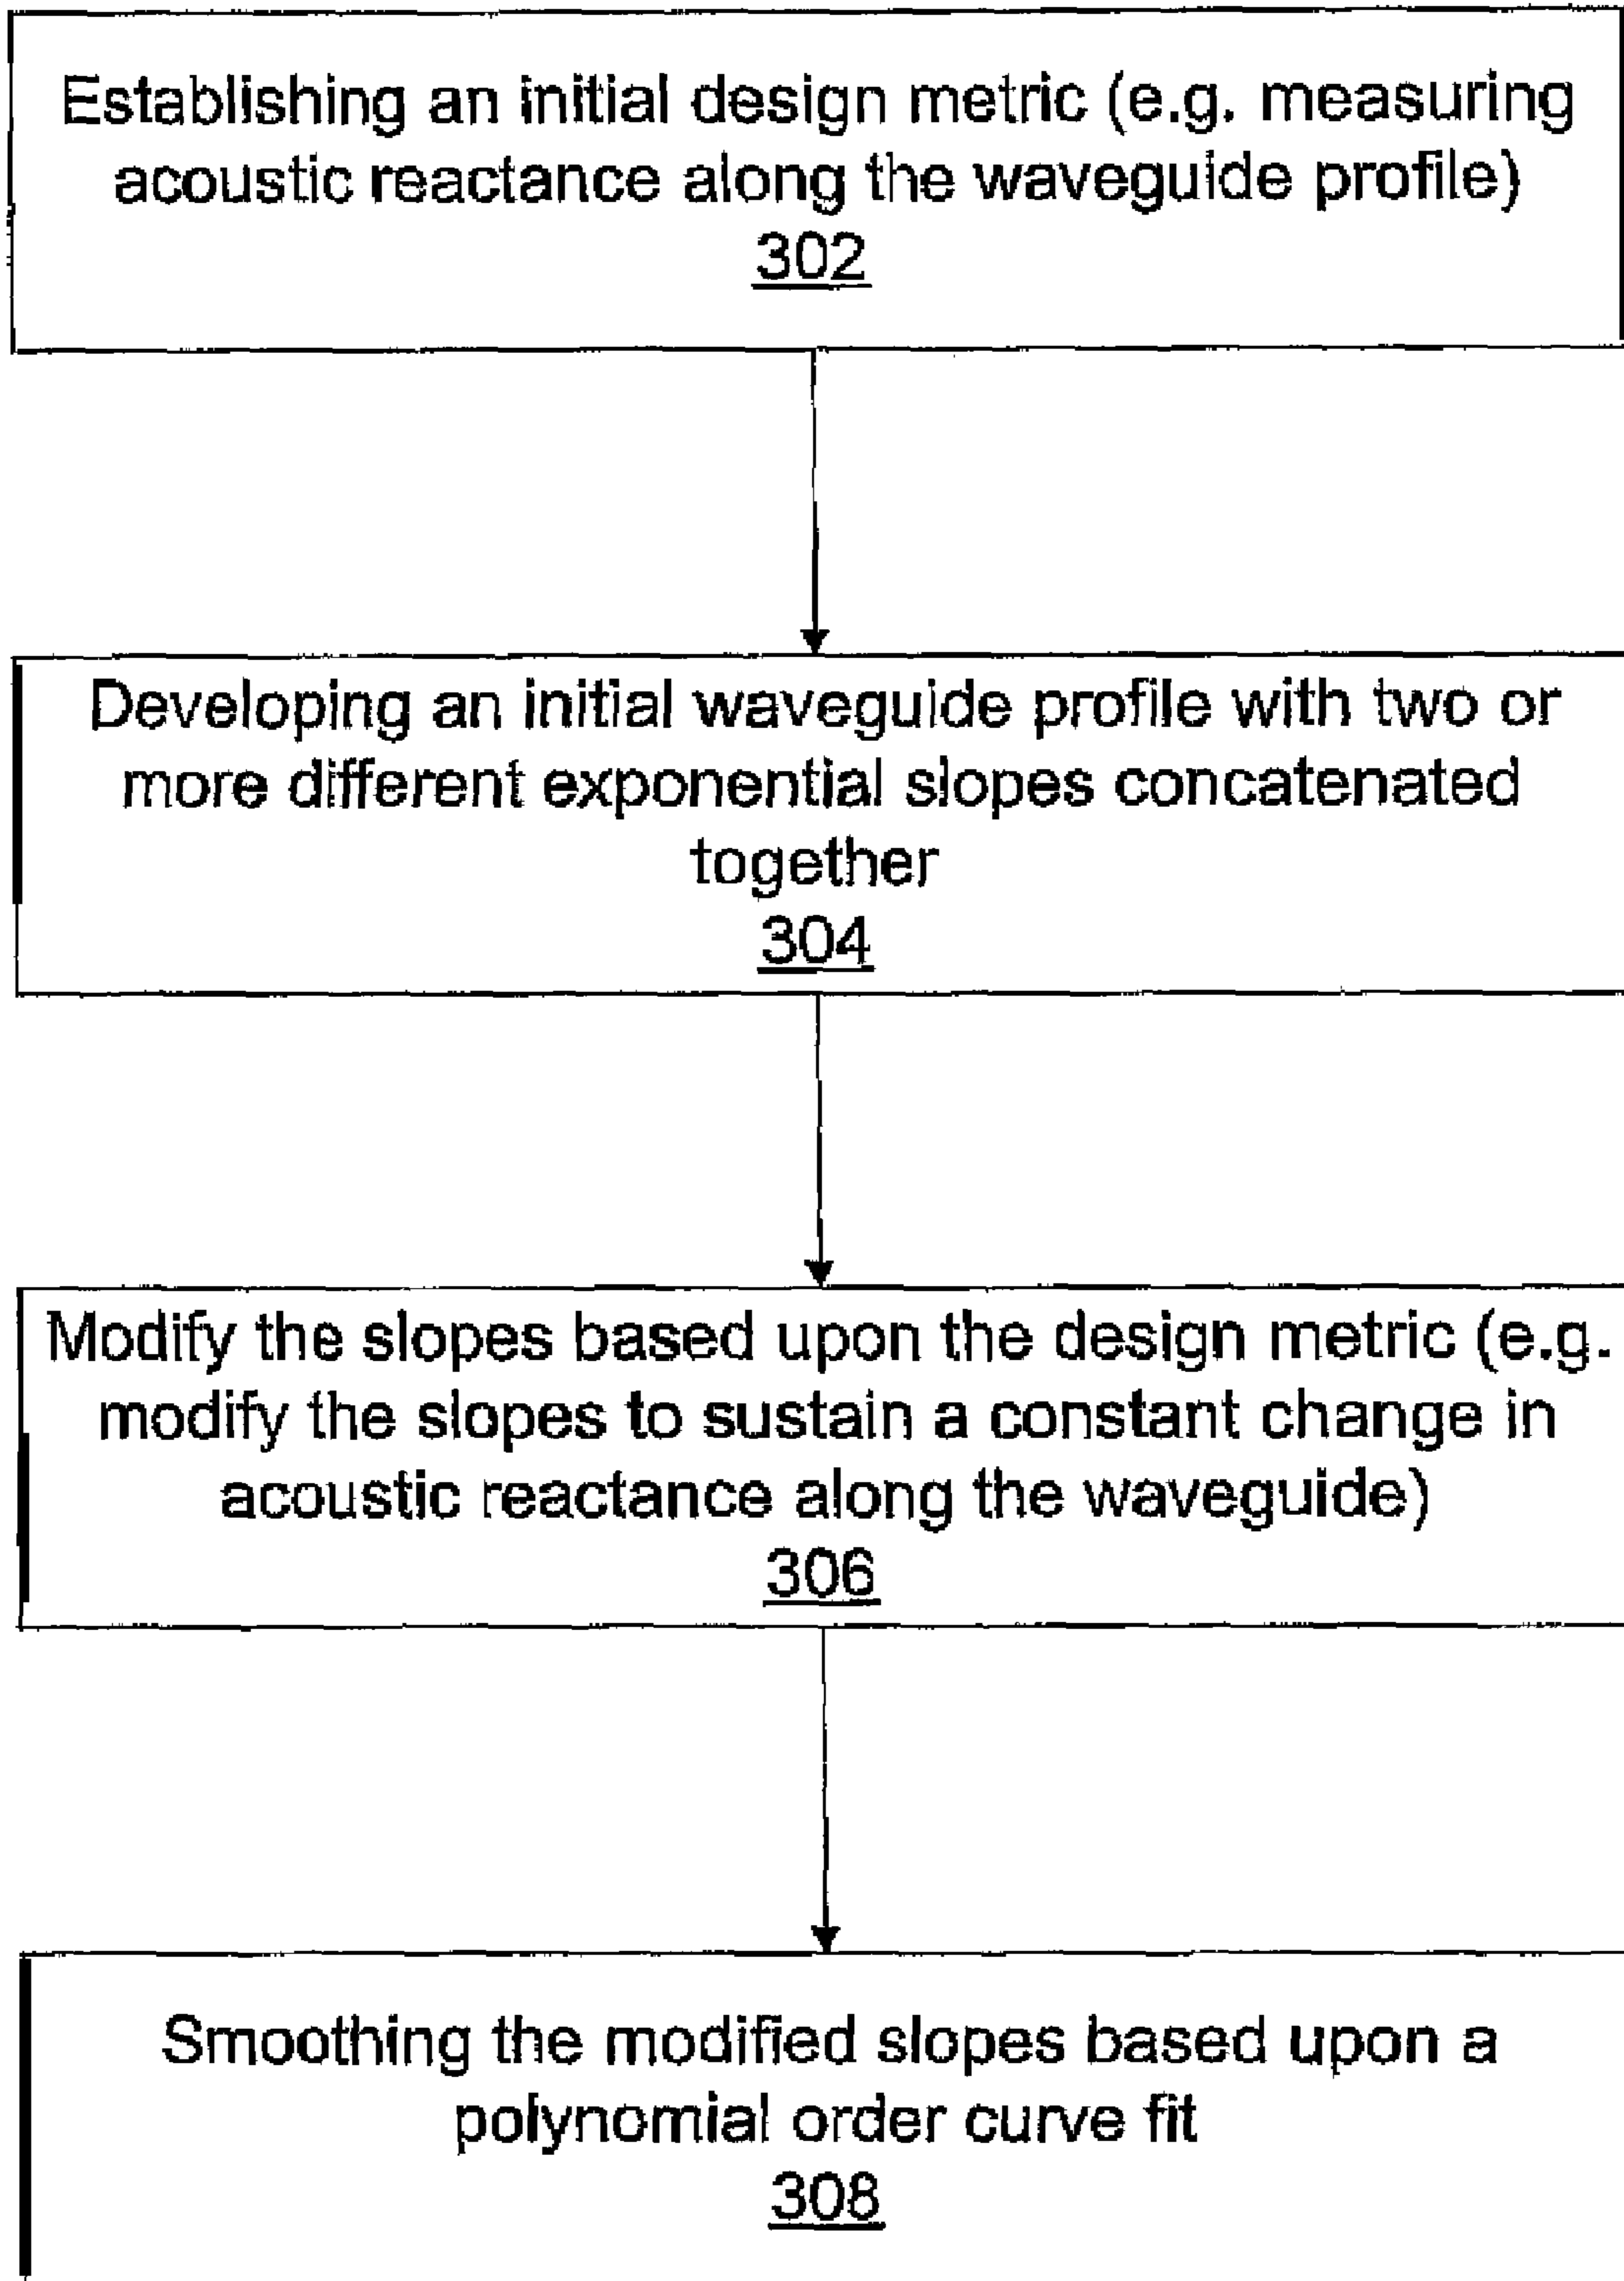 Establishing an initial design metric (e.g. measuring
acoustic reactance along the waveguide profile)
302
Developing an initial waveguide profile with two or
more different exponential slopes concatenated
together
304
Modify the slopes based upon the design metric (e.g.
modify the slopes to sustain a constant change in
acoustic reactance along the waveguide)
306
Smoothing the modified slopes based upon a
polynomial order curve fit
308